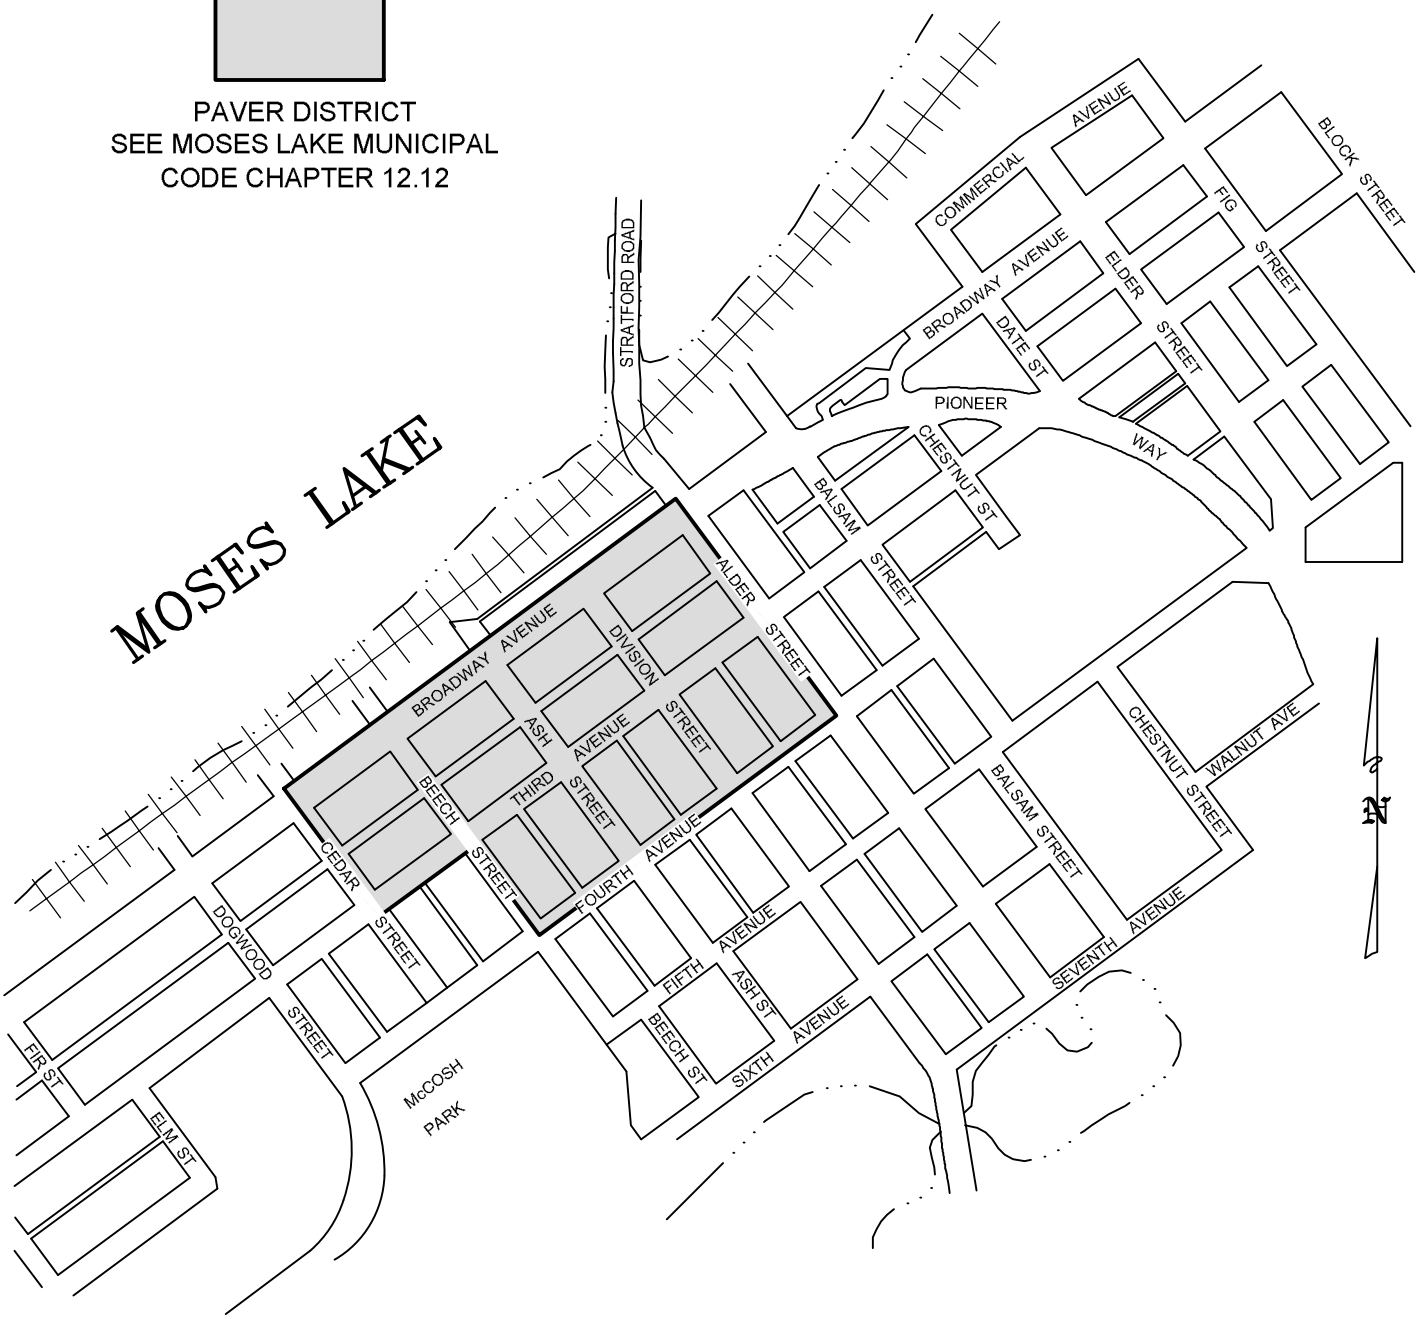 PAVER DISTRICT
SEE MOSES LAKE MUNICIPAL
CODE CHAPTER 12.12
MOSES LAKE
STRATFORD ROAD
COMMERCIAL AVENUE
BLOCK STREET
FIG STREET
BROADWAY AVENUE
ELDER STREET
DATE ST
PIONEER WAY
CHESTNUT ST
BALSAM STREET
ALDER STREET
BROADWAY AVENUE
DIVISION STREET
ASH STREET
THIRD AVENUE
BEECH STREET
CEDAR STREET
FOURTH AVENUE
DOGWOOD STREET
CHESTNUT STREET
WALNUT AVE
BALSAM STREET
SEVENTH AVENUE
FIFTH AVENUE
ASH ST
BEECH ST
SIXTH AVENUE
FIR ST
ELM ST
McCOSH
PARK
N